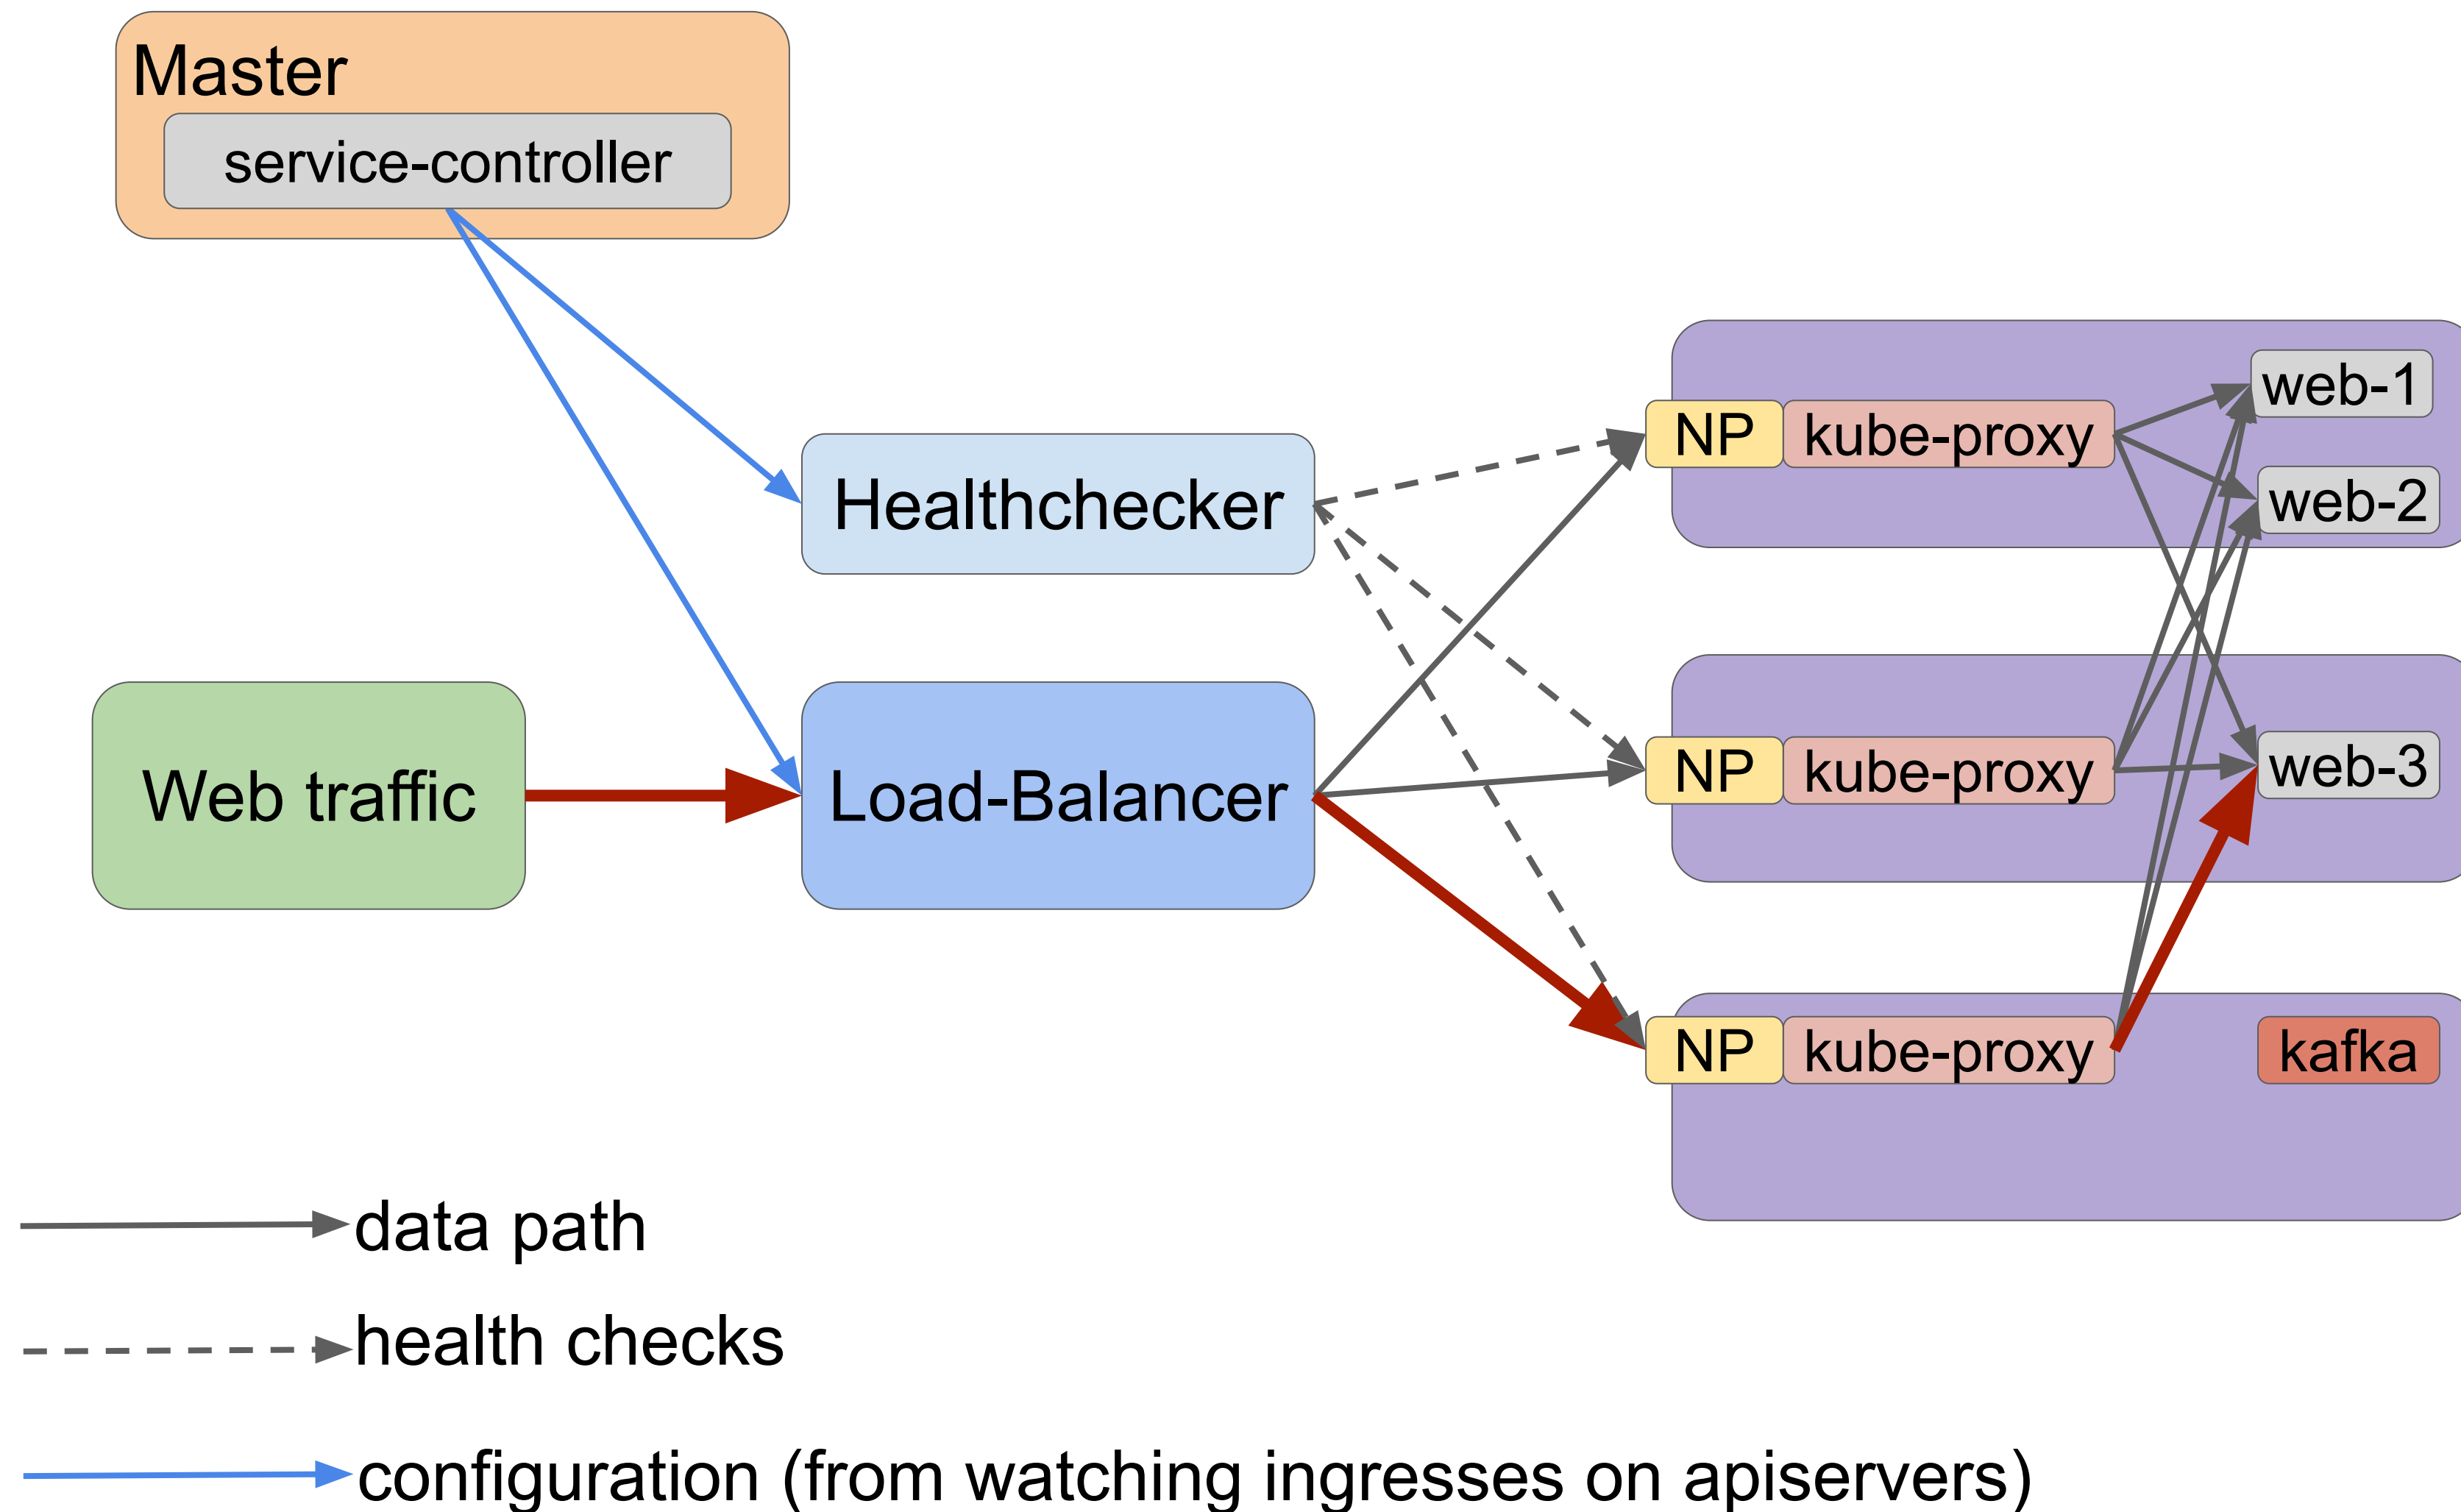 Master
service-controller
Healthchecker
Web traffic
Load-Balancer
NP
kube-proxy
web-1
web-2
NP
kube-proxy
web-3
NP
kube-proxy
kafka
data path
health checks
configuration (from watching ingresses on apiservers)